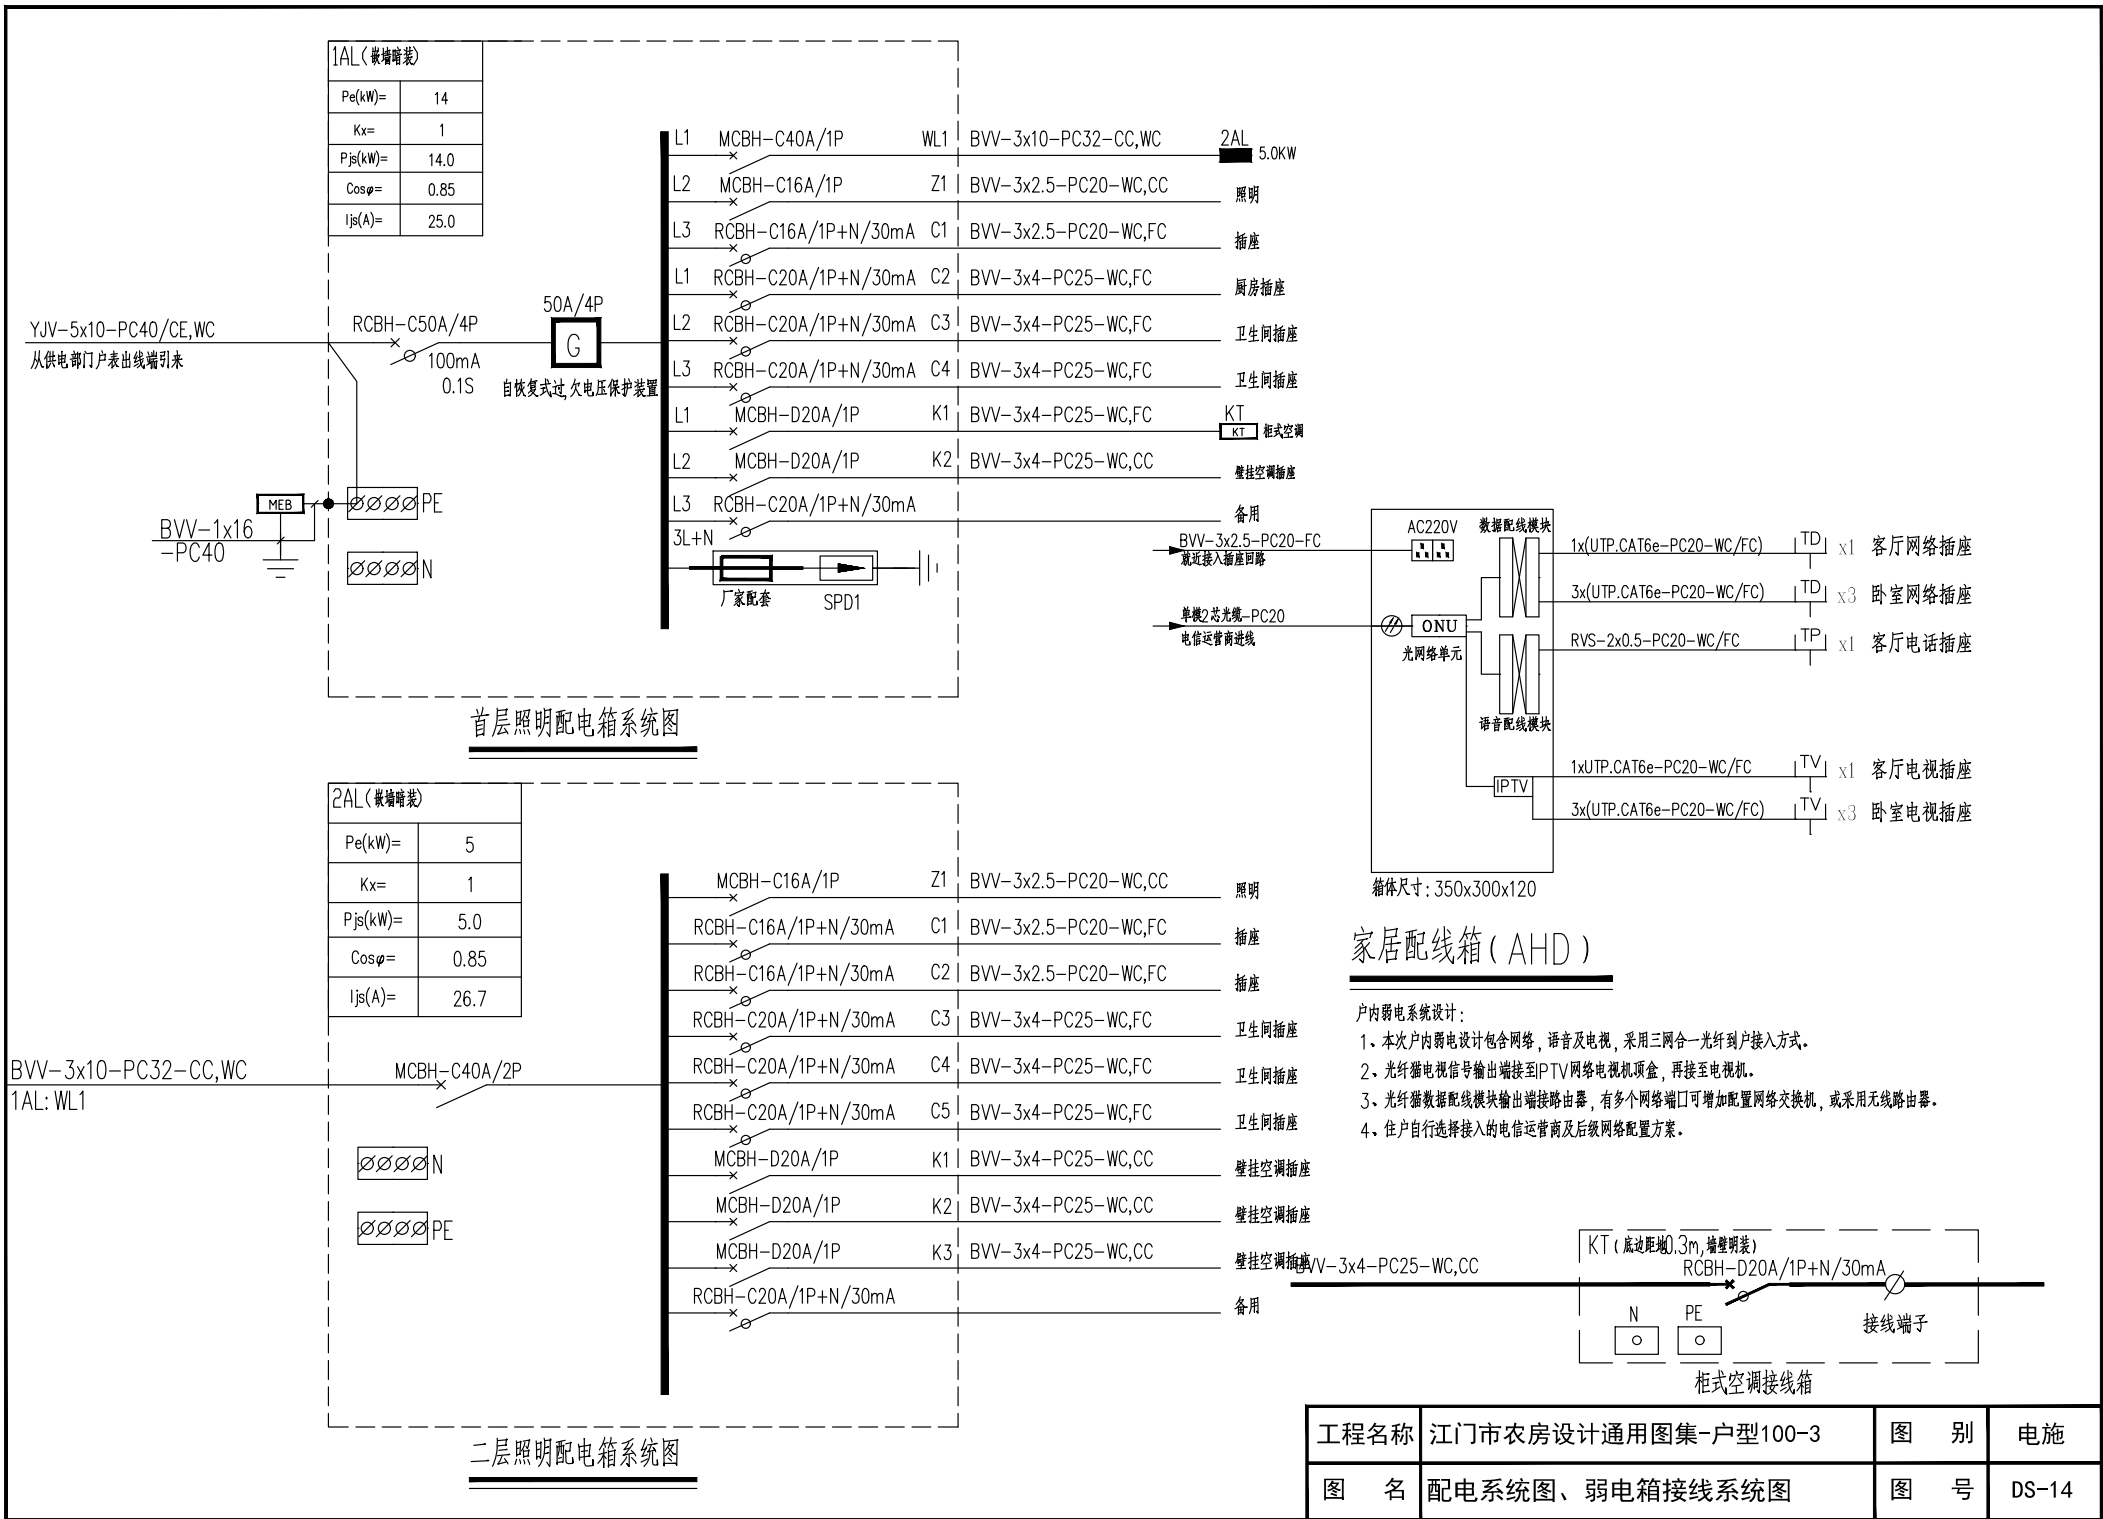 1AL(嵌墙暗装)
Pe(kW)= 14
Kx= 1
Pjs(kW)= 14.0
Cosφ= 0.85
Ijs(A)= 25.0
YJV-5x10-PC40/CE,WC
从供电部门户表出线端引来
RCBH-C50A/4P
100mA
0.1S
50A/4P
G
自恢复式过,欠电压保护装置
MEB
BVV-1x16
-PC40
PE
N
L1 MCBH-C40A/1P WL1 BVV-3x10-PC32-CC,WC 2AL 5.0KW
L2 MCBH-C16A/1P Z1 BVV-3x2.5-PC20-WC,CC 照明
L3 RCBH-C16A/1P+N/30mA C1 BVV-3x2.5-PC20-WC,FC 插座
L1 RCBH-C20A/1P+N/30mA C2 BVV-3x4-PC25-WC,FC 厨房插座
L2 RCBH-C20A/1P+N/30mA C3 BVV-3x4-PC25-WC,FC 卫生间插座
L3 RCBH-C20A/1P+N/30mA C4 BVV-3x4-PC25-WC,FC 卫生间插座
L1 MCBH-D20A/1P K1 BVV-3x4-PC25-WC,FC KT KT 柜式空调
L2 MCBH-D20A/1P K2 BVV-3x4-PC25-WC,CC 壁挂空调插座
L3 RCBH-C20A/1P+N/30mA 备用
3L+N
厂家配套
SPD1
首层照明配电箱系统图
2AL(嵌墙暗装)
Pe(kW)= 5
Kx= 1
Pjs(kW)= 5.0
Cosφ= 0.85
Ijs(A)= 26.7
BVV-3x10-PC32-CC,WC
1AL: WL1
MCBH-C40A/2P
N
PE
MCBH-C16A/1P Z1 BVV-3x2.5-PC20-WC,CC 照明
RCBH-C16A/1P+N/30mA C1 BVV-3x2.5-PC20-WC,FC 插座
RCBH-C16A/1P+N/30mA C2 BVV-3x2.5-PC20-WC,FC 插座
RCBH-C20A/1P+N/30mA C3 BVV-3x4-PC25-WC,FC 卫生间插座
RCBH-C20A/1P+N/30mA C4 BVV-3x4-PC25-WC,FC 卫生间插座
RCBH-C20A/1P+N/30mA C5 BVV-3x4-PC25-WC,FC 卫生间插座
MCBH-D20A/1P K1 BVV-3x4-PC25-WC,CC 壁挂空调插座
MCBH-D20A/1P K2 BVV-3x4-PC25-WC,CC 壁挂空调插座
MCBH-D20A/1P K3 BVV-3x4-PC25-WC,CC 壁挂空调插座
RCBH-C20A/1P+N/30mA 备用
二层照明配电箱系统图
BVV-3x2.5-PC20-FC
就近接入插座回路
AC220V
数据配线模块
1x(UTP.CAT6e-PC20-WC/FC) TD x1 客厅网络插座
3x(UTP.CAT6e-PC20-WC/FC) TD x3 卧室网络插座
单模2芯光缆-PC20
电信运营商进线
ONU
光网络单元
RVS-2x0.5-PC20-WC/FC TP x1 客厅电话插座
语音配线模块
IPTV
1xUTP.CAT6e-PC20-WC/FC TV x1 客厅电视插座
3x(UTP.CAT6e-PC20-WC/FC) TV x3 卧室电视插座
箱体尺寸: 350x300x120
家居配线箱(AHD)
户内弱电系统设计:
1、本次户内弱电设计包含网络,语音及电视,采用三网合一光纤到户接入方式。
2、光纤猫电视信号输出端接至IPTV网络电视机顶盒,再接至电视机。
3、光纤猫数据配线模块输出端接路由器,有多个网络端口可增加配置网络交换机,或采用无线路由器。
4、住户自行选择接入的电信运营商及后级网络配置方案。
KT(底边距地0.3m,墙壁明装)
BVV-3x4-PC25-WC,CC
RCBH-D20A/1P+N/30mA
N
PE
接线端子
柜式空调接线箱
工程名称 江门市农房设计通用图集-户型100-3 图 别 电施
图 名 配电系统图、弱电箱接线系统图 图 号 DS-14